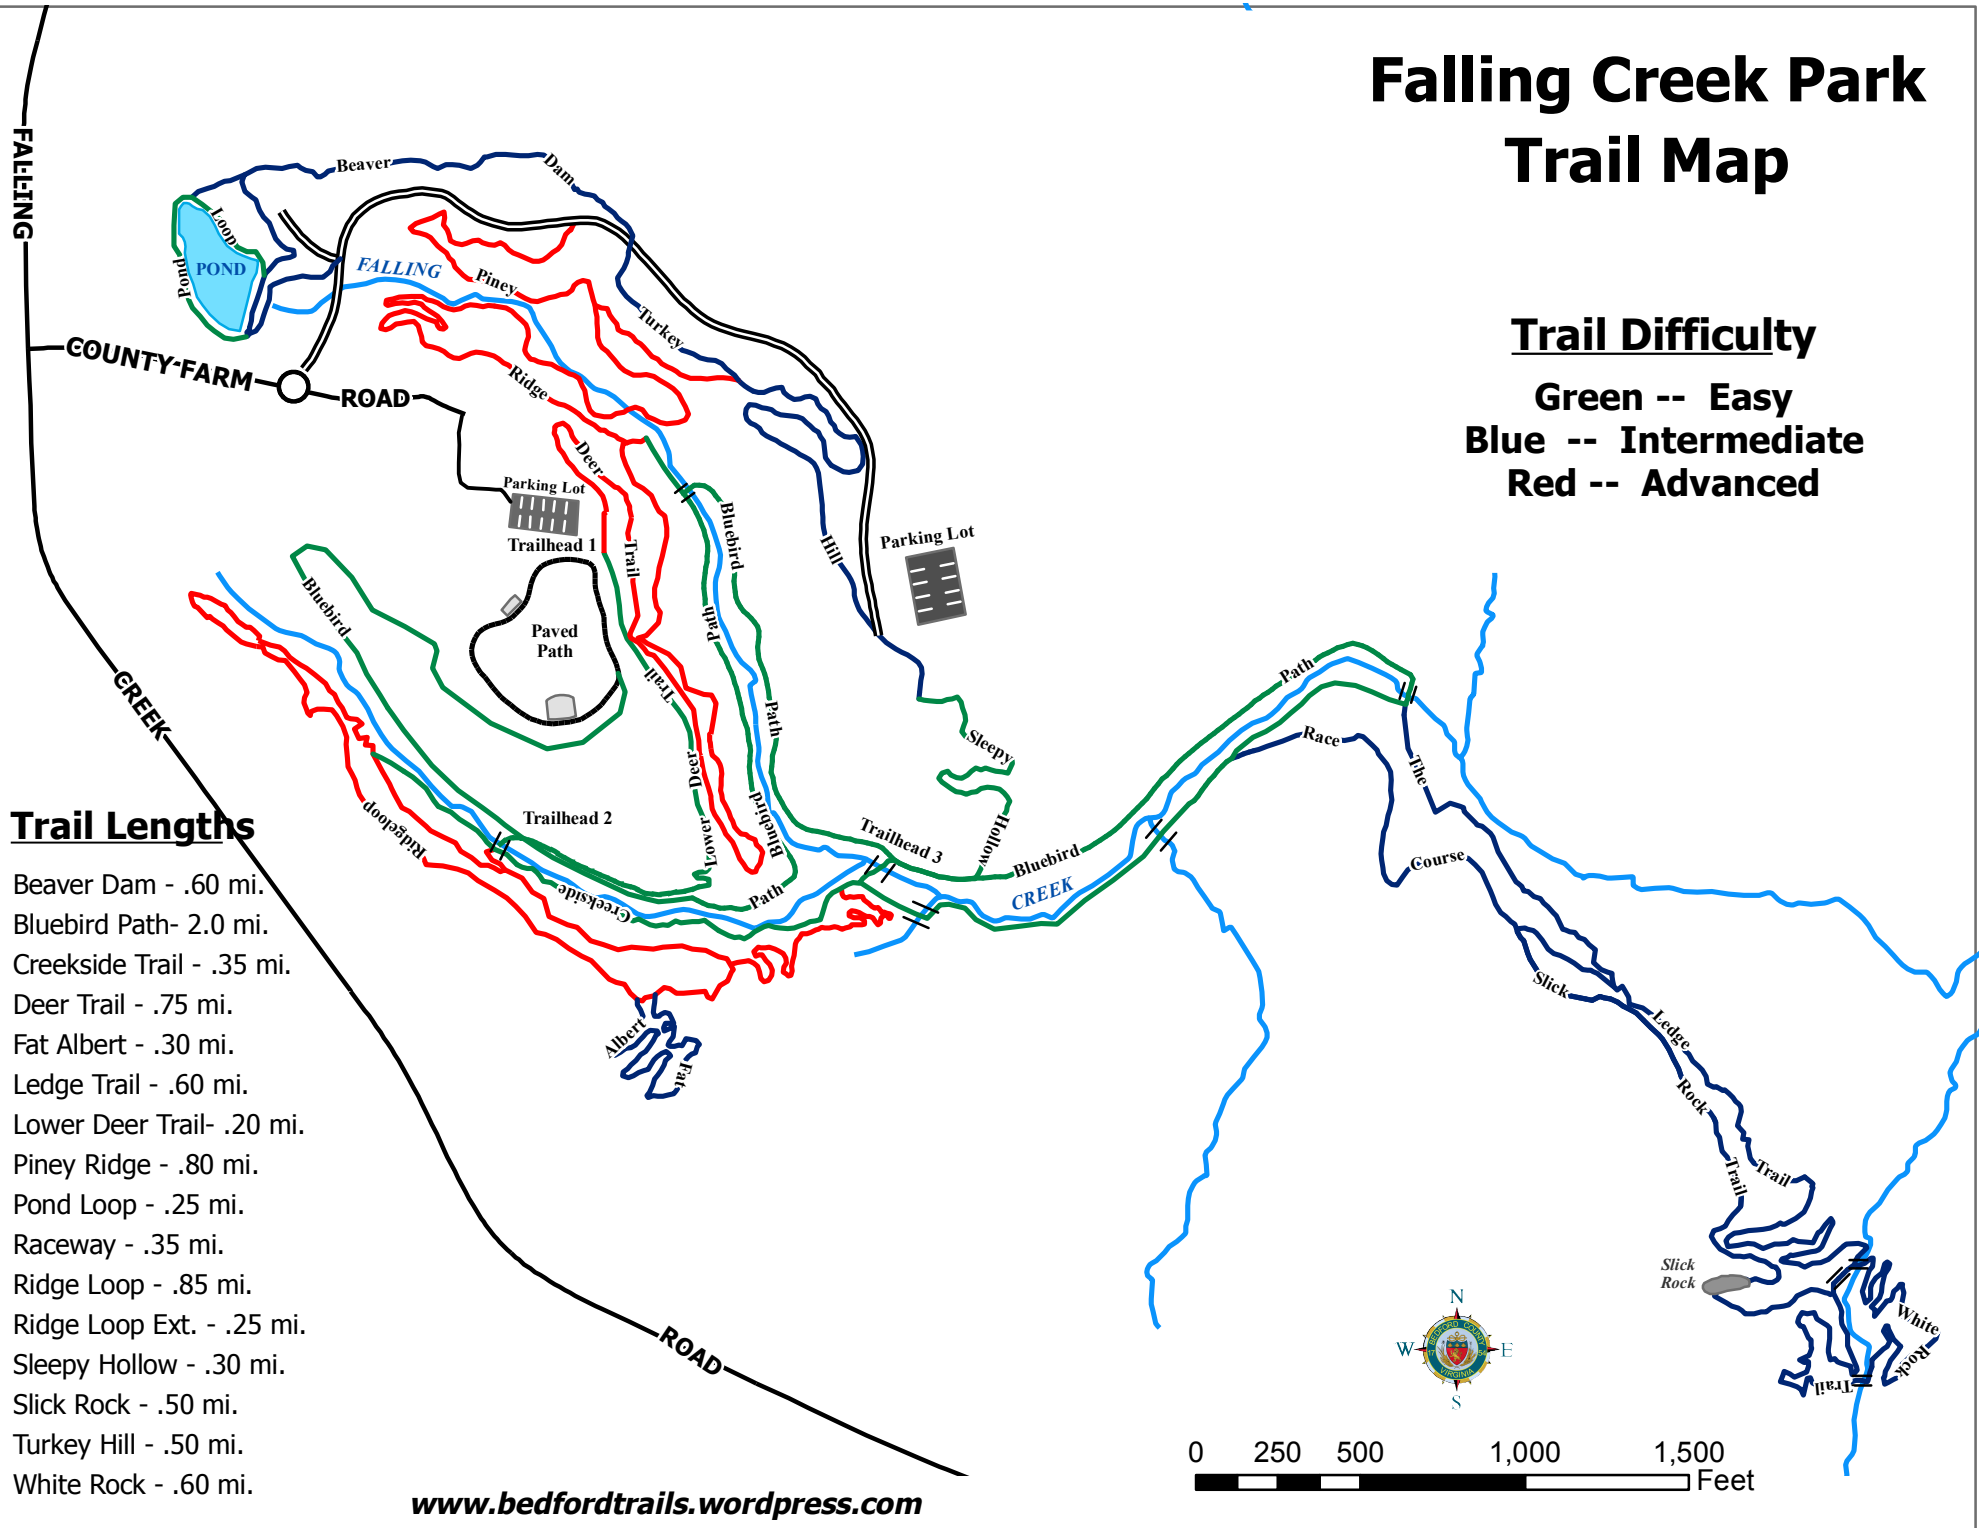 Falling Creek Park
Trail Map
Trail Difficulty
Green -- Easy
Blue -- Intermediate
Red -- Advanced
FALLING
Beaver
Dam
Loop
Pond
POND
FALLING
Piney
Turkey
COUNTY FARM
ROAD
Ridge
Deer
Parking Lot
Trailhead 1
Trail
Bluebird
Path
Hill
Parking Lot
Bluebird
Paved
Path
Trail
Path
Sleepy
Hollow
CREEK
Deer
Lower
Bluebird
Ridgeloop
Trailhead 2
Trailhead 3
Creekside
Path
Bluebird
CREEK
Path
Race
The
Course
Slick
Ledge
Rock
Trail
Trail
Albert
Fat
Slick
Rock
White
Rock
Trail
ROAD
Trail Lengths
Beaver Dam - .60 mi.
Bluebird Path- 2.0 mi.
Creekside Trail - .35 mi.
Deer Trail - .75 mi.
Fat Albert - .30 mi.
Ledge Trail - .60 mi.
Lower Deer Trail- .20 mi.
Piney Ridge - .80 mi.
Pond Loop - .25 mi.
Raceway - .35 mi.
Ridge Loop - .85 mi.
Ridge Loop Ext. - .25 mi.
Sleepy Hollow - .30 mi.
Slick Rock - .50 mi.
Turkey Hill - .50 mi.
White Rock - .60 mi.
N
W
E
S
BEDFORD COUNTY
VIRGINIA
0 250 500 1,000 1,500
Feet
www.bedfordtrails.wordpress.com